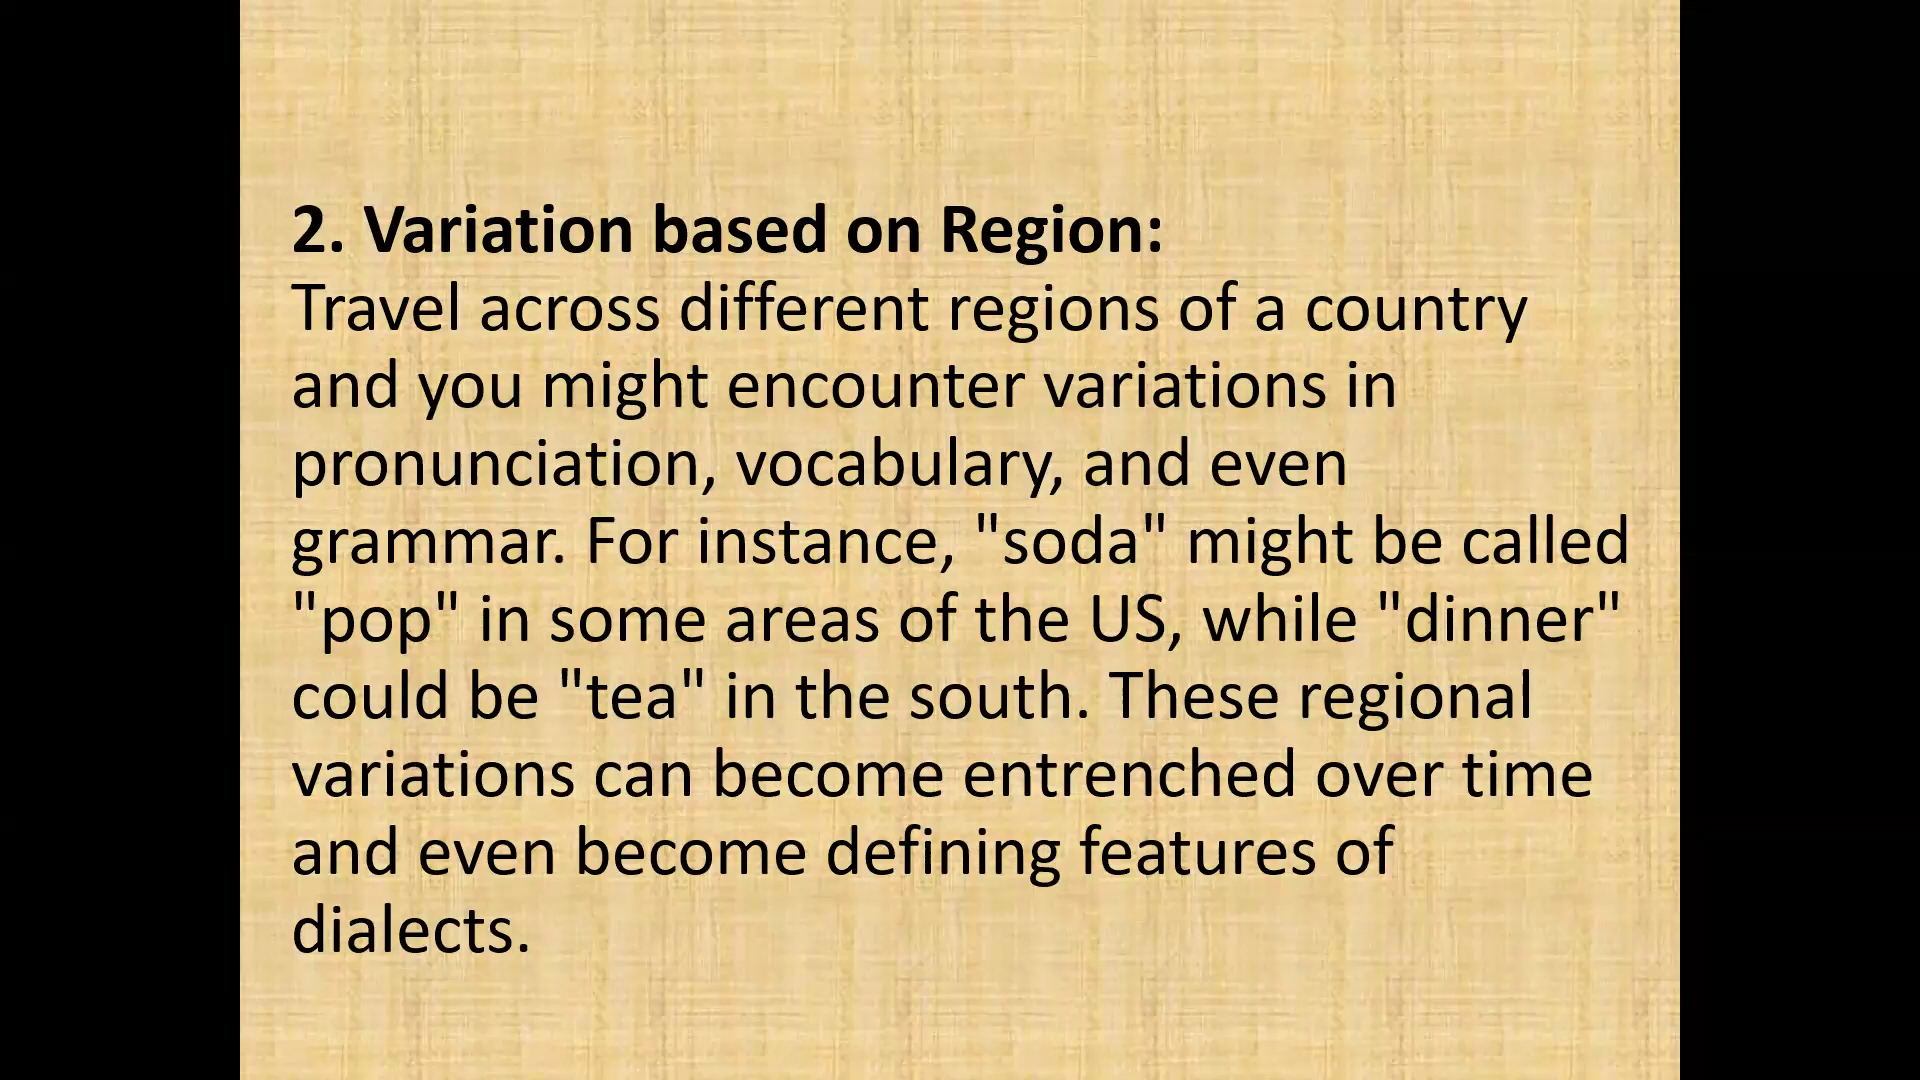 2. Variation based on Region:
Travel across different regions of a country
and you might encounter variations in
pronunciation, vocabulary, and even
grammar. For instance, "soda" might be called
"pop" in some areas of the US, while "dinner"
could be "tea" in the south. These regional
variations can become entrenched over time
and even become defining features of
dialects.